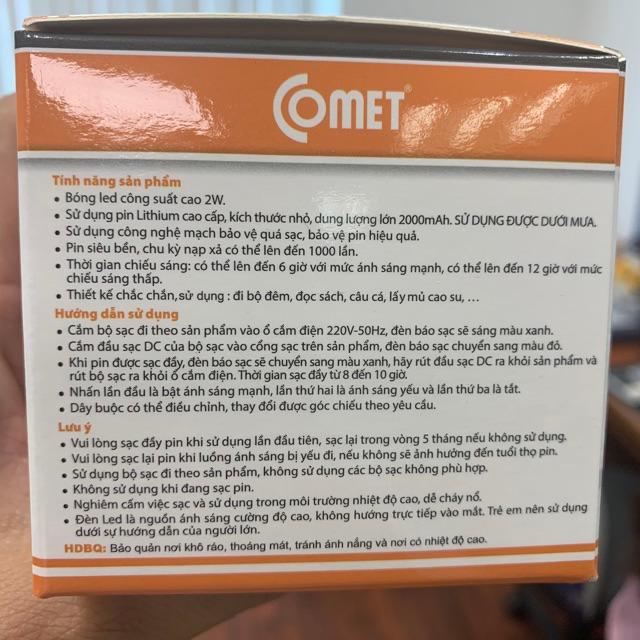 COMET®
Tính năng sản phẩm
• Bóng led công suất cao 2W.
• Sử dụng pin Lithium cao cấp, kích thước nhỏ, dung lượng lớn 2000mAh. SỬ DỤNG ĐƯỢC DƯỚI MƯA.
• Sử dụng công nghệ mạch bảo vệ quá sạc, bảo vệ pin hiệu quả.
• Pin siêu bền, chu kỳ nạp xả có thể lên đến 1000 lần.
• Thời gian chiếu sáng: có thể lên đến 6 giờ với mức ánh sáng mạnh, có thể lên đến 12 giờ với mức
chiếu sáng thấp.
• Thiết kế chắc chắn,sử dụng : đi bộ đêm, đọc sách, câu cá, lấy mủ cao su, ...
Hướng dẫn sử dụng
• Cắm bộ sạc đi theo sản phẩm vào ổ cắm điện 220V-50Hz, đèn báo sạc sẽ sáng màu xanh.
• Cắm đầu sạc DC của bộ sạc vào cổng sạc trên sản phẩm, đèn báo sạc chuyển sang màu đỏ.
• Khi pin được sạc đầy, đèn báo sạc sẽ chuyển sang màu xanh, hãy rút đầu sạc DC ra khỏi sản phẩm và
rút bộ sạc ra khỏi ổ cắm điện. Thời gian sạc đầy từ 8 đến 10 giờ.
• Nhấn lần đầu là bật ánh sáng mạnh, lần thứ hai là ánh sáng yếu và lần thứ ba là tắt.
• Dây buộc có thể điều chỉnh, thay đổi được góc chiếu theo yêu cầu.
Lưu ý
• Vui lòng sạc đầy pin khi sử dụng lần đầu tiên, sạc lại trong vòng 5 tháng nếu không sử dụng.
• Vui lòng sạc lại pin khi luồng ánh sáng bị yếu đi, nếu không sẽ ảnh hưởng đến tuổi thọ pin.
• Sử dụng bộ sạc đi theo sản phẩm, không sử dụng các bộ sạc không phù hợp.
• Không sử dụng khi đang sạc pin.
• Nghiêm cấm việc sạc và sử dụng trong môi trường nhiệt độ cao, dễ cháy nổ.
• Đèn Led là nguồn ánh sáng cường độ cao, không hướng trực tiếp vào mắt. Trẻ em nên sử dụng
dưới sự hướng dẫn của người lớn.
HDBQ: Bảo quản nơi khô ráo, thoáng mát, tránh ánh nắng và nơi có nhiệt độ cao.